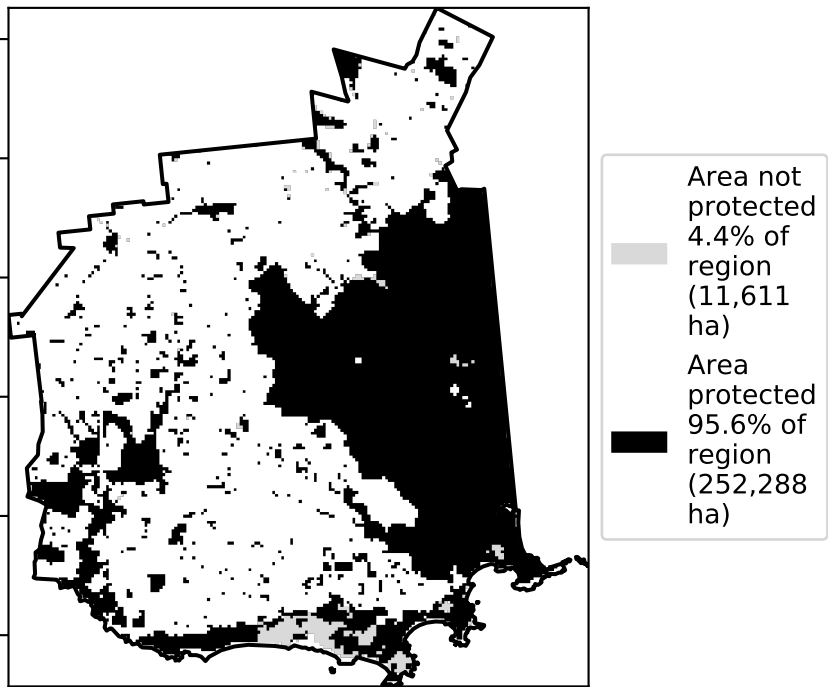 Area not
protected
4.4% of
region
(11,611
ha)
Area
protected
95.6% of
region
(252,288
ha)